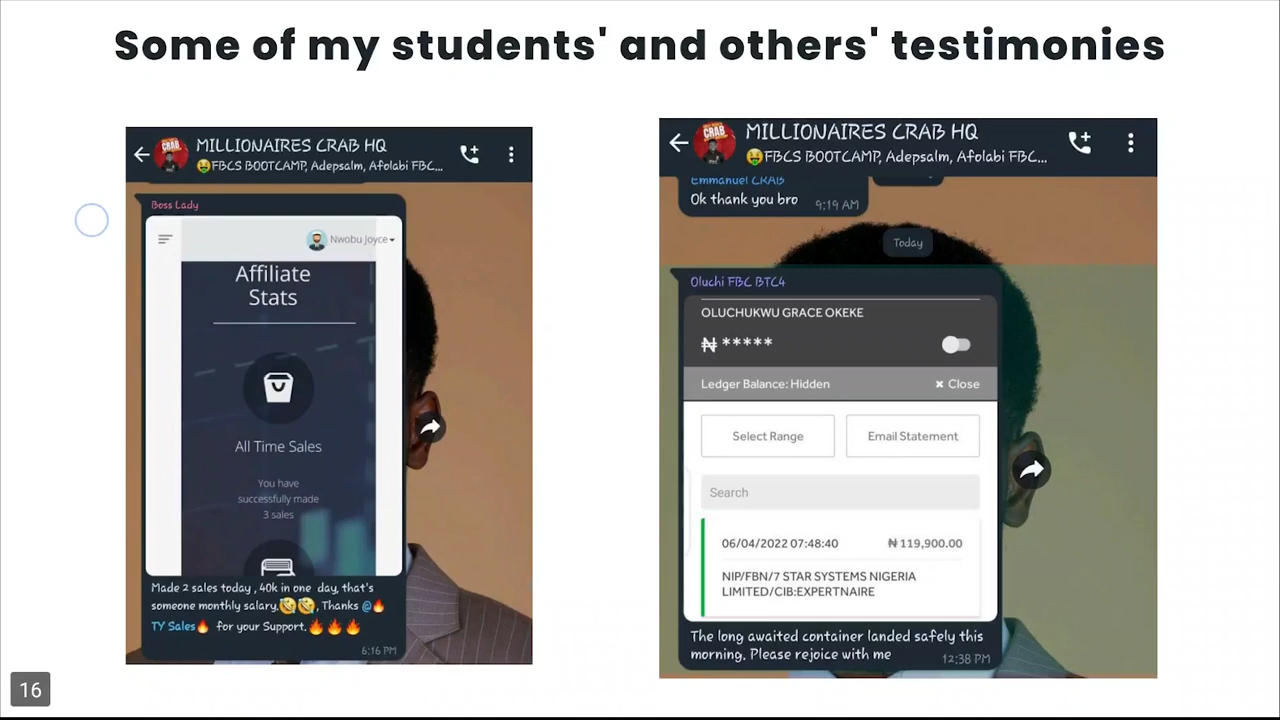 Some of my students' and others' testimonies
MILLIONAIRES CRAB HQ
🤑FBCS BOOTCAMP, Adepsalm, Afolabi FBC...
Boss Lady
Nwobu Joyce
Affiliate
Stats
All Time Sales
You have
successfully made
3 sales
Made 2 sales today , 40k in one day, that's
someone monthly salary.🤣🤣, Thanks @🔥
TY Sales🔥 for your Support.🔥🔥🔥
6:16 PM
MILLIONAIRES CRAB HQ
🤑FBCS BOOTCAMP, Adepsalm, Afolabi FBC...
Emmanuel CRAB
Ok thank you bro 9:19 AM
Today
Oluchi FBC BTC4
OLUCHUKWU GRACE OKEKE
₦ *****
Ledger Balance: Hidden ✖ Close
Select Range Email Statement
Search
06/04/2022 07:48:40 ₦ 119,900.00
NIP/FBN/7 STAR SYSTEMS NIGERIA
LIMITED/CIB:EXPERTNAIRE
The long awaited container landed safely this
morning. Please rejoice with me 12:38 PM
16